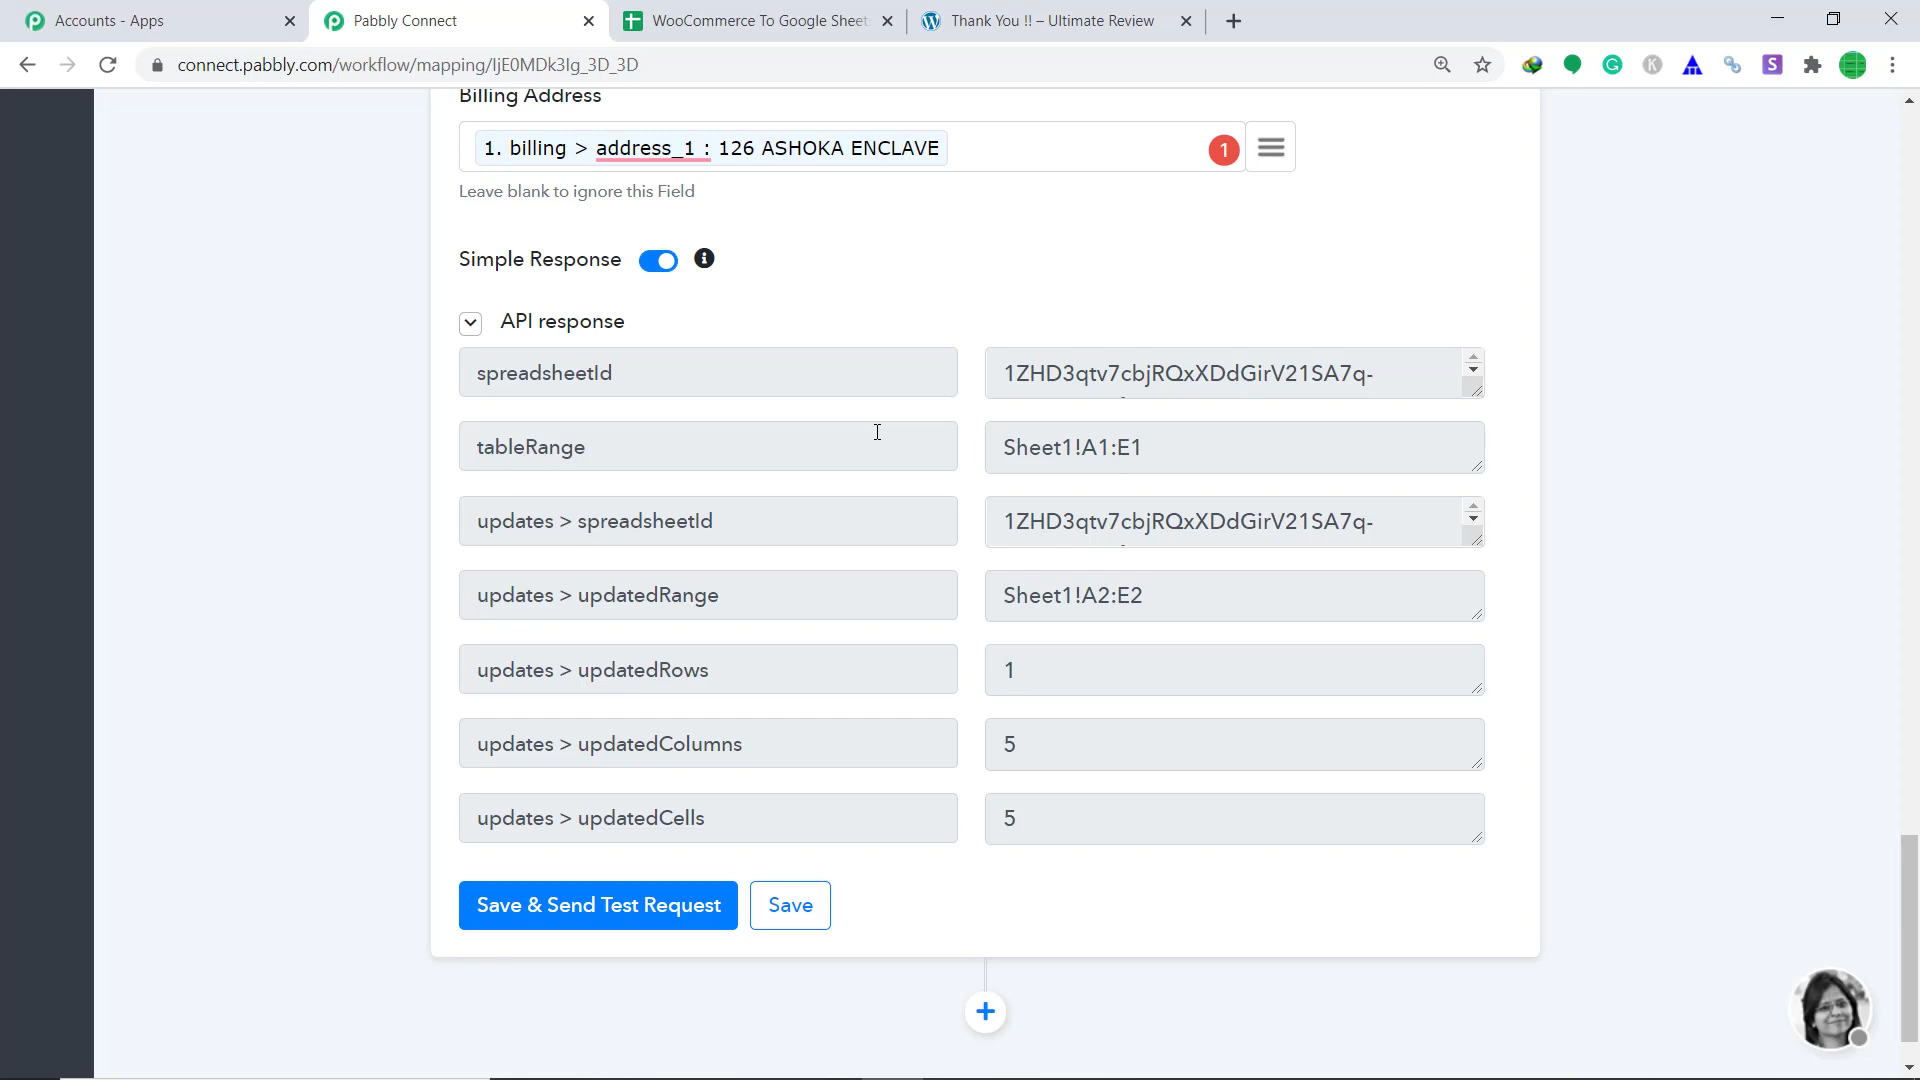 Accounts - Apps
Pabbly Connect
WooCommerce To Google Sheet
Thank You !! – Ultimate Review
connect.pabbly.com/workflow/mapping/IjE0MDk3Ig_3D_3D
Billing Address
1. billing > address_1 : 126 ASHOKA ENCLAVE
1
Leave blank to ignore this Field
Simple Response
API response
spreadsheetId
1ZHD3qtv7cbjRQxXDdGirV21SA7q-
tableRange
Sheet1!A1:E1
updates > spreadsheetId
1ZHD3qtv7cbjRQxXDdGirV21SA7q-
updates > updatedRange
Sheet1!A2:E2
updates > updatedRows
1
updates > updatedColumns
5
updates > updatedCells
5
Save & Send Test Request
Save